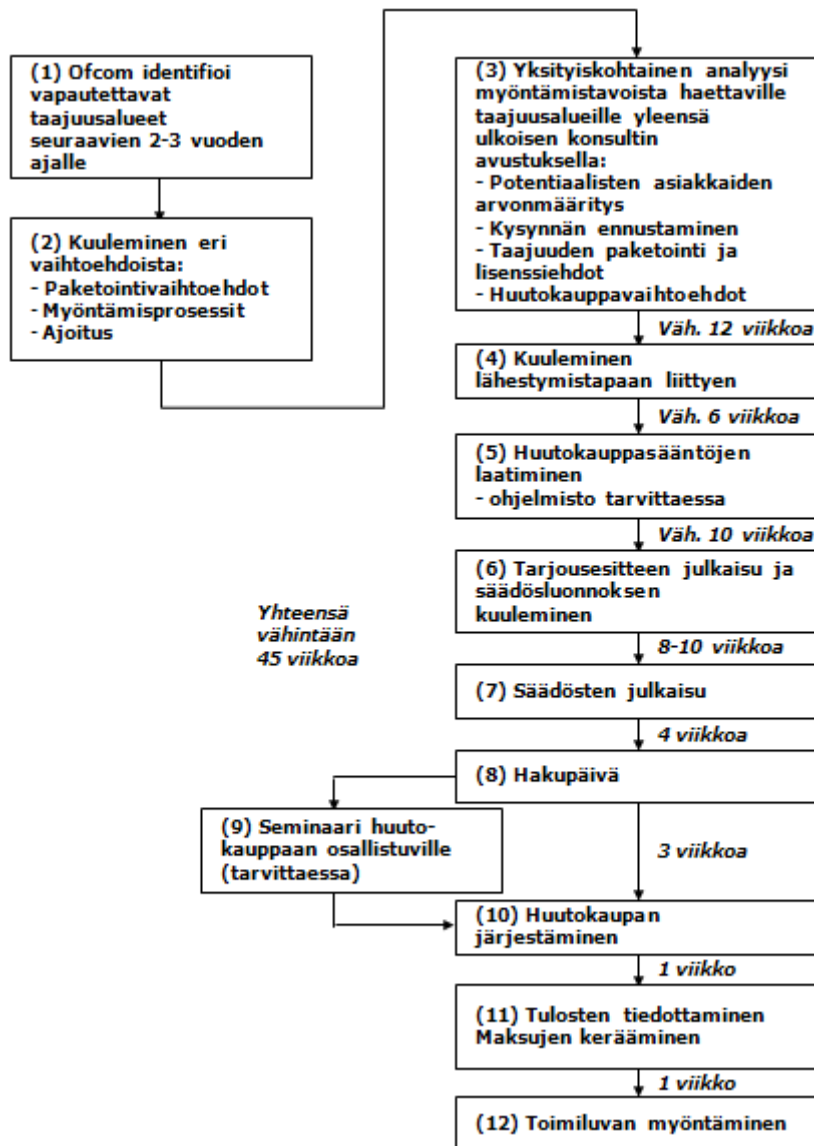 (1) Ofcom identifioi
vapautettavat
taajuusalueet
seuraavien 2-3 vuoden
ajalle
(2) Kuuleminen eri
vaihtoehdoista:
- Paketointivaihtoehdot
- Myöntämisprosessit
- Ajoitus
(3) Yksityiskohtainen analyysi
myöntämistavoista haettaville
taajuusalueille yleensä
ulkoisen konsultin
avustuksella:
- Potentiaalisten asiakkaiden
arvonmääritys
- Kysynnän ennustaminen
- Taajuuden paketointi ja
lisenssiehdot
- Huutokauppavaihtoehdot
Väh. 12 viikkoa
(4) Kuuleminen
lähestymistapaan liittyen
Väh. 6 viikkoa
(5) Huutokauppasääntöjen
laatiminen
- ohjelmisto tarvittaessa
Väh. 10 viikkoa
(6) Tarjousesitteen julkaisu ja
säädösluonnoksen
kuuleminen
Yhteensä
vähintään
45 viikkoa
8-10 viikkoa
(7) Säädösten julkaisu
4 viikkoa
(8) Hakupäivä
(9) Seminaari huuto-
kauppaan osallistuville
(tarvittaessa)
3 viikkoa
(10) Huutokaupan
järjestäminen
1 viikko
(11) Tulosten tiedottaminen
Maksujen kerääminen
1 viikko
(12) Toimiluvan myöntäminen